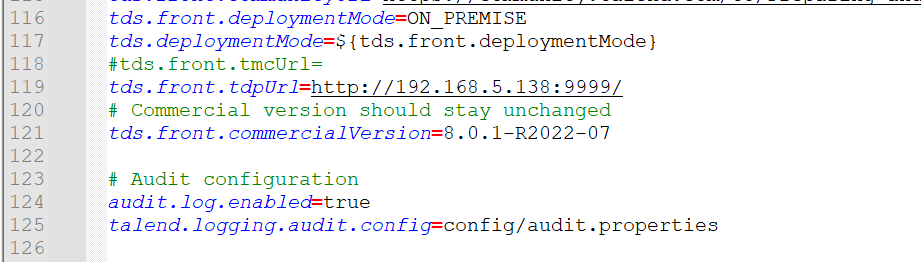 116 tds.front.deploymentMode=ON_PREMISE
117 tds.deploymentMode=${tds.front.deploymentMode}
118 #tds.front.tmcUrl=
119 tds.front.tdpUrl=http://192.168.5.138:9999/
120 # Commercial version should stay unchanged
121 tds.front.commercialVersion=8.0.1-R2022-07
122
123 # Audit configuration
124 audit.log.enabled=true
125 talend.logging.audit.config=config/audit.properties
126